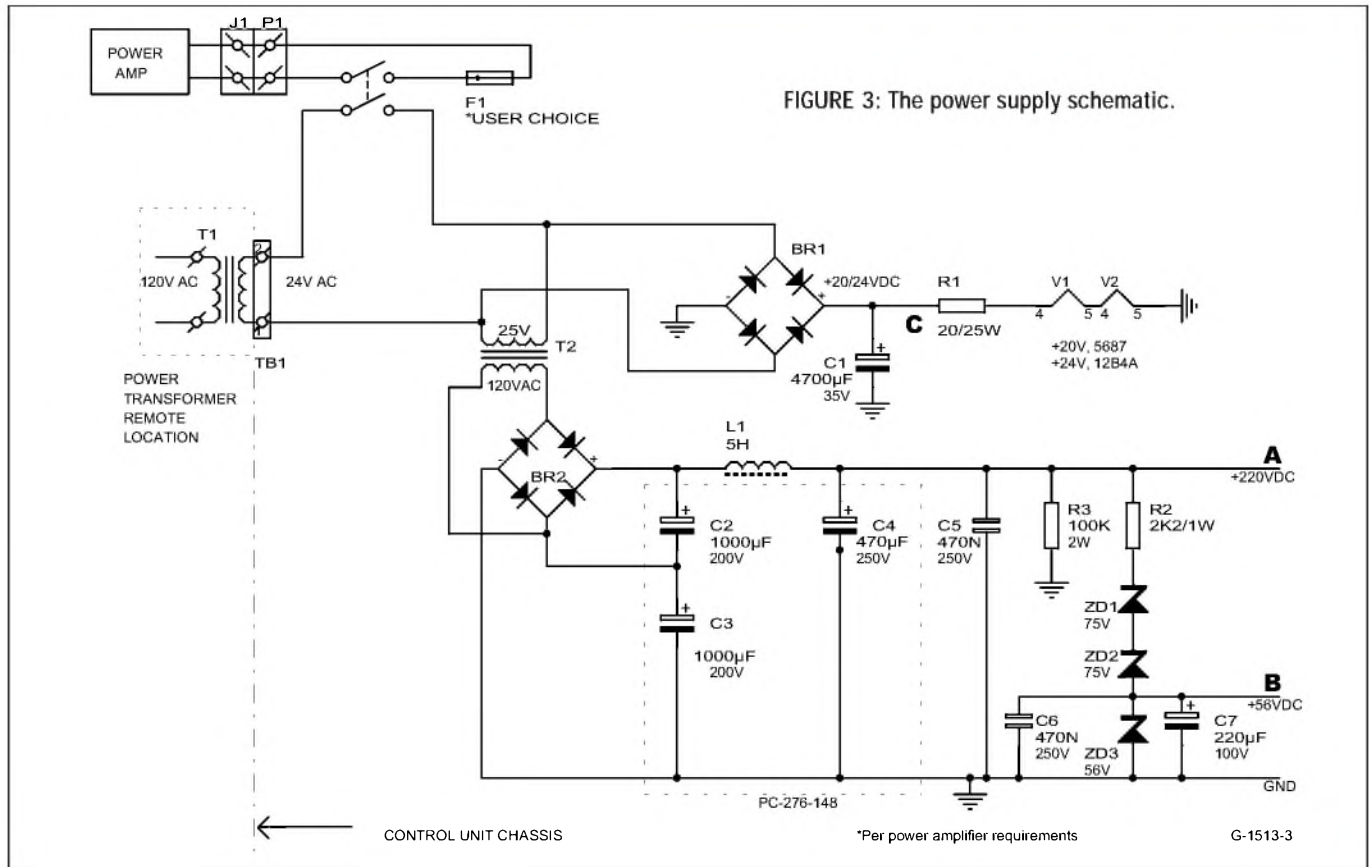 J1 P1
POWER
AMP
F1
*USER CHOICE
FIGURE 3: The power supply schematic.
T1
120V AC
2
1
24V AC
TB1
POWER
TRANSFORMER
REMOTE
LOCATION
25V
T2
120VAC
BR1
-
+
+20/24VDC
C
R1
20/25W
V1
V2
4
5
4
5
+20V, 5687
+24V, 12B4A
C1
+
4700µF
35V
L1
5H
-
+
BR2
A
+220VDC
+
C2
1000µF
200V
+
C4
470µF
250V
C5
470N
250V
R3
100K
2W
R2
2K2/1W
+
C3
1000µF
200V
ZD1
75V
ZD2
75V
B
+56VDC
C6
470N
250V
ZD3
56V
+
C7
220µF
100V
GND
PC-276-148
CONTROL UNIT CHASSIS
*Per power amplifier requirements
G-1513-3